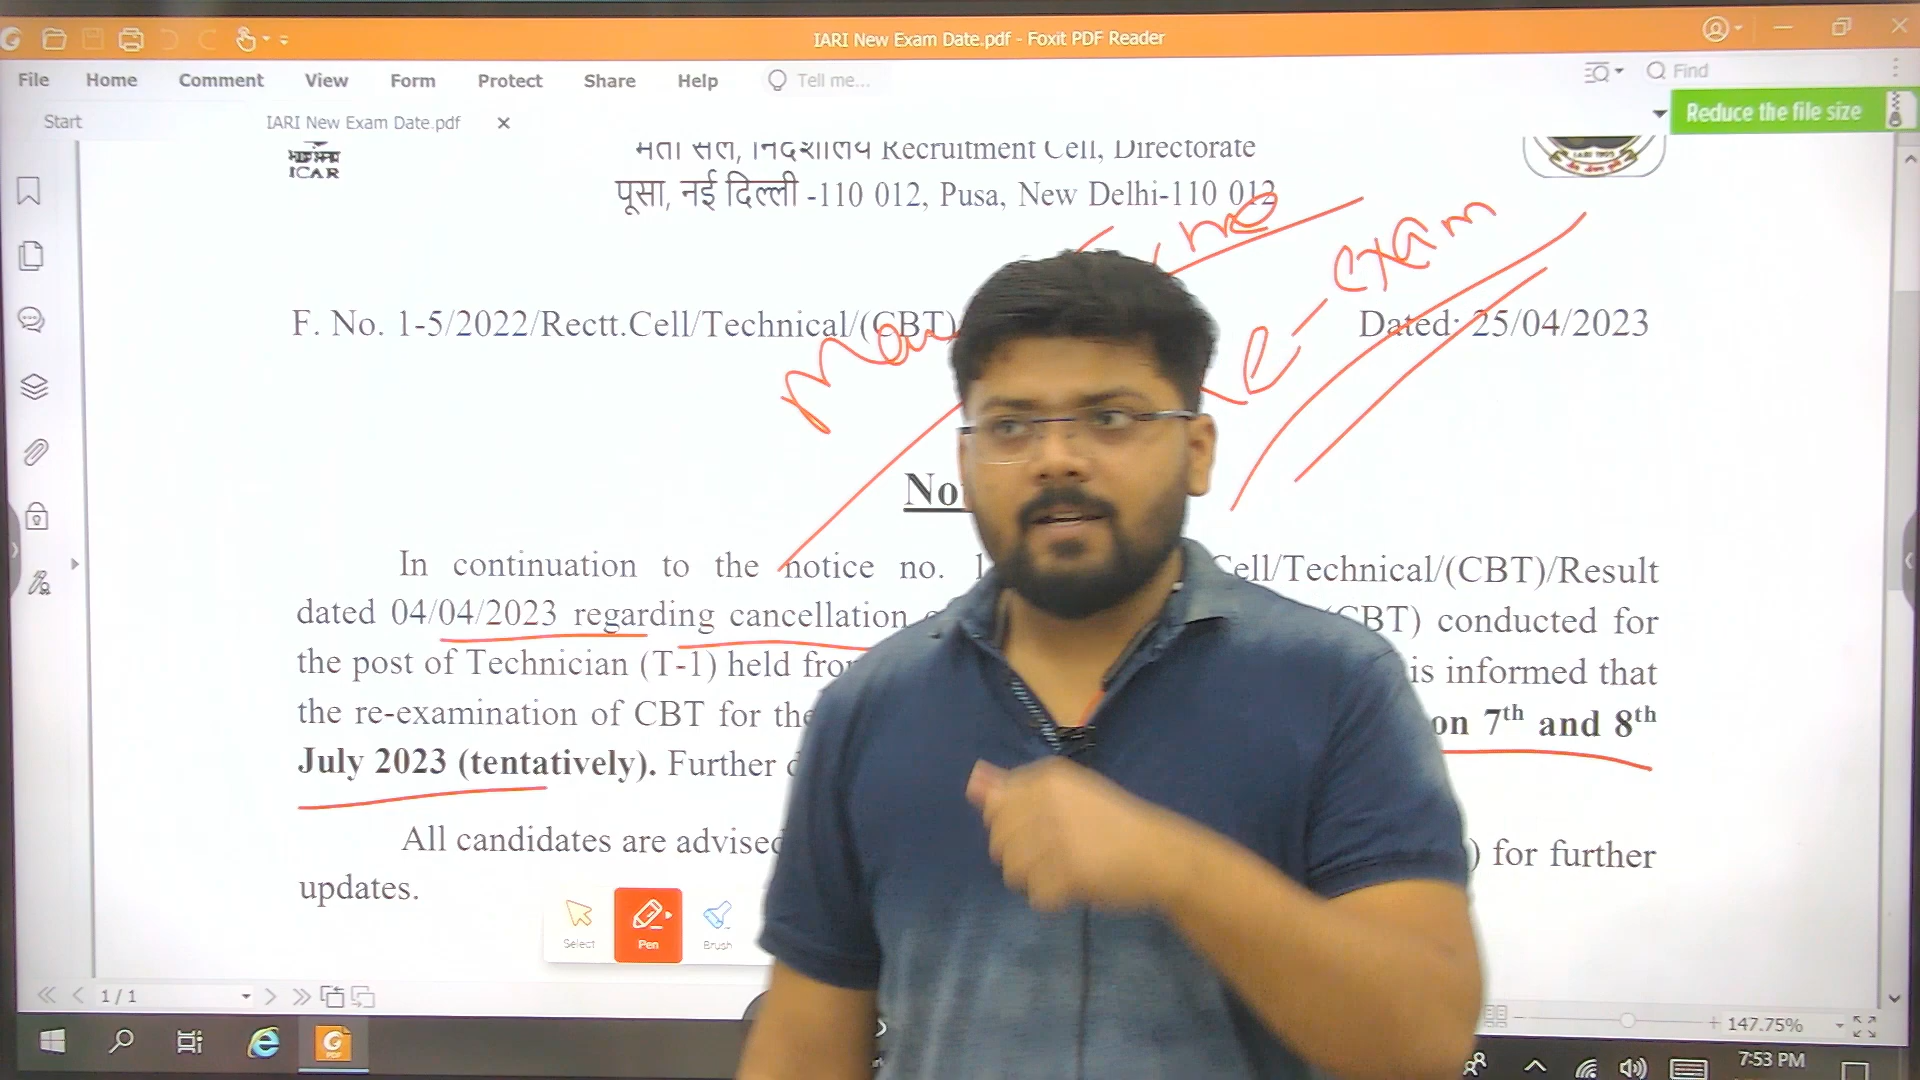 IARI New Exam Date.pdf - Foxit PDF Reader
File Home Comment View Form Protect Share Help Tell me... Find
Start IARI New Exam Date.pdf Reduce the file size
ICAR
Recruitment Cell, Directorate
पूसा, नई दिल्ली -110 012, Pusa, New Delhi-110 012
re-exam
F. No. 1-5/2022/Rectt.Cell/Technical/(CBT) Dated: 25/04/2023
In continuation to the notice no. Cell/Technical/(CBT)/Result
dated 04/04/2023 regarding cancellation CBT) conducted for
the post of Technician (T-1) held from is informed that
the re-examination of CBT for the on 7th and 8th
July 2023 (tentatively). Further
All candidates are advised ) for further
updates.
Select Pen Brush
1 / 1
147.75%
7:53 PM